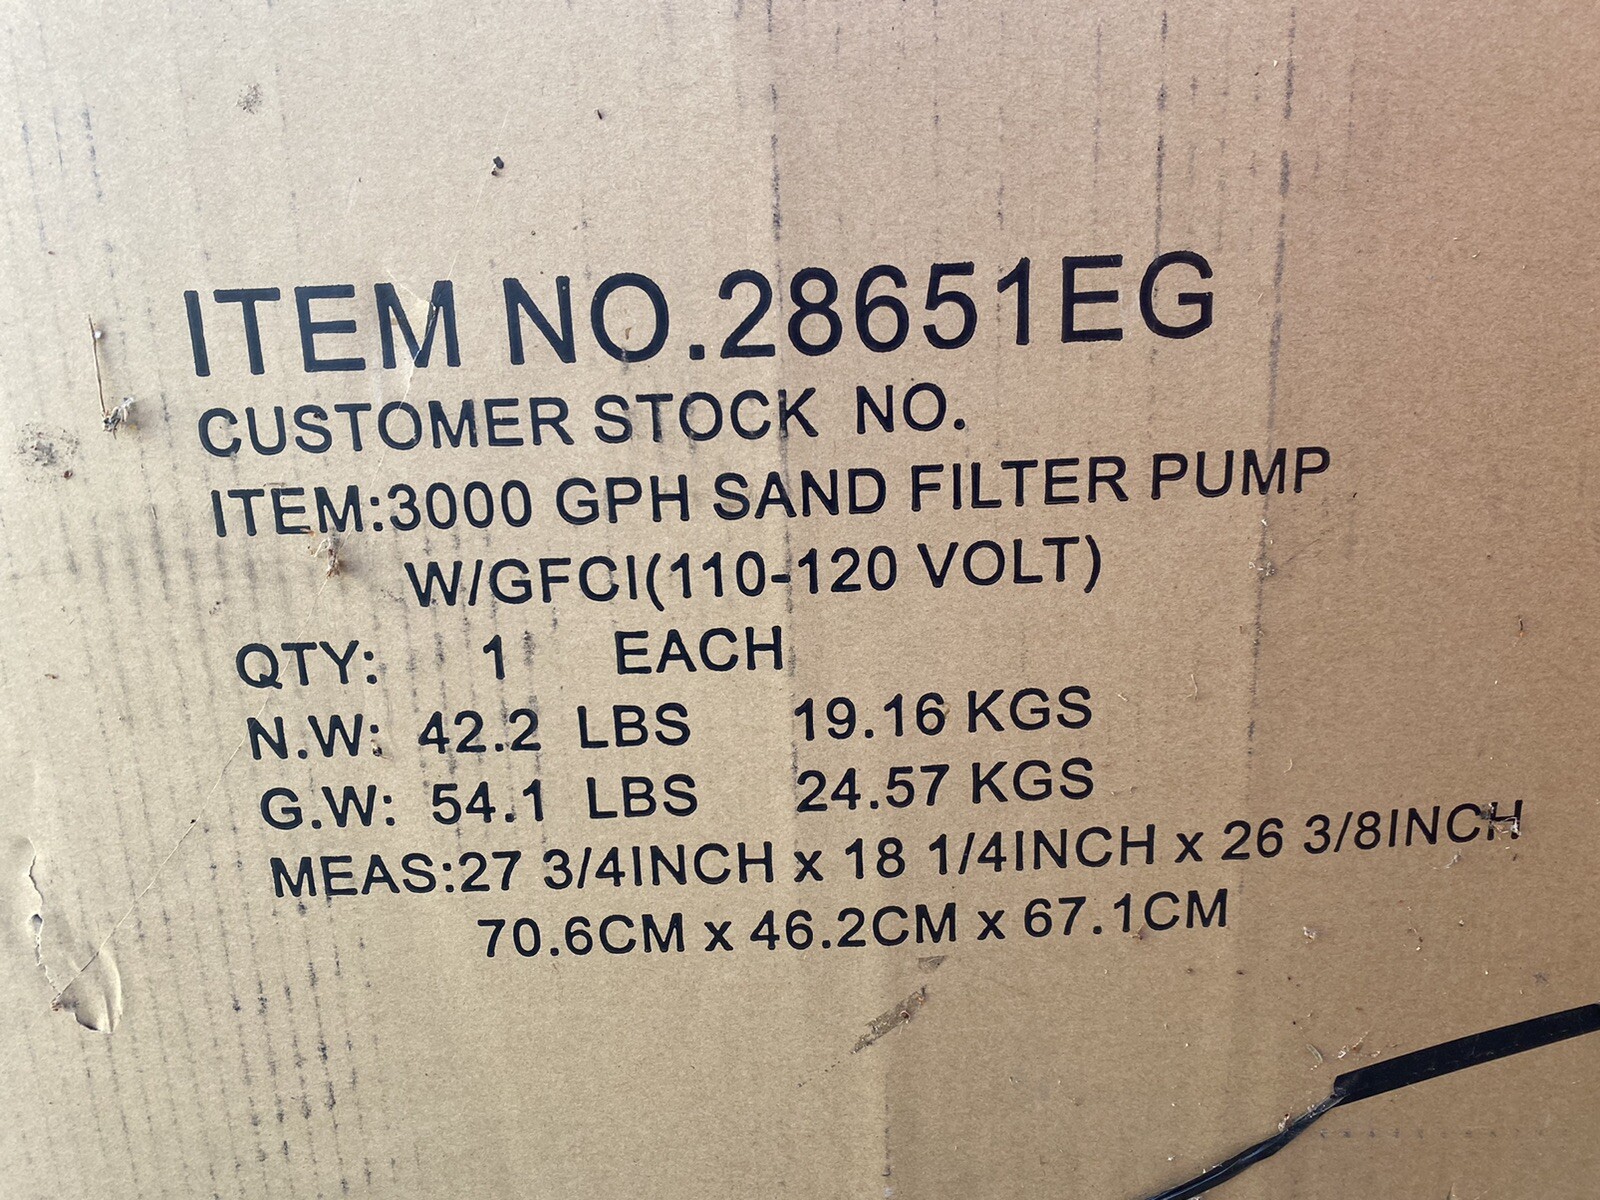 ITEM NO.28651EG
CUSTOMER STOCK NO.
ITEM:3000 GPH SAND FILTER PUMP
W/GFCI(110-120 VOLT)
QTY: 1 EACH
N.W: 42.2 LBS 19.16 KGS
G.W: 54.1 LBS 24.57 KGS
MEAS:27 3/4INCH x 18 1/4INCH x 26 3/8INCH
70.6CM x 46.2CM x 67.1CM